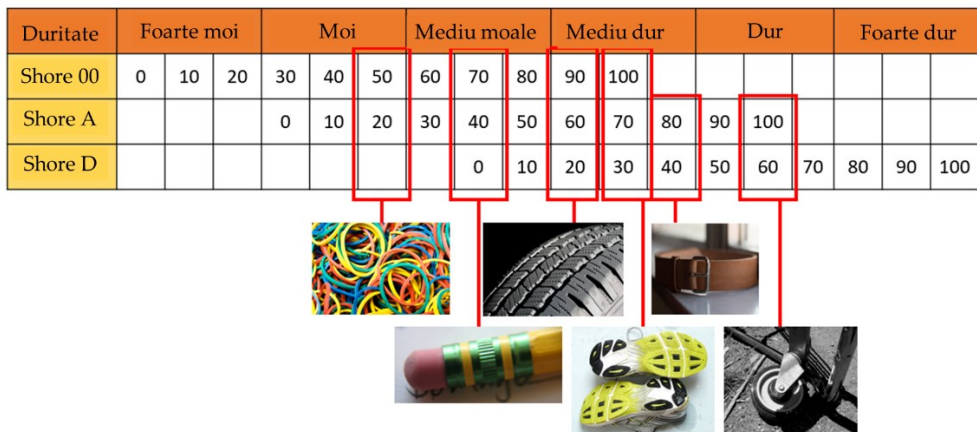 Duritate Foarte moi Moi Mediu moale Mediu dur Dur Foarte dur
Shore 00 0 10 20 30 40 50 60 70 80 90 100
Shore A 0 10 20 30 40 50 60 70 80 90 100
Shore D 0 10 20 30 40 50 60 70 80 90 100